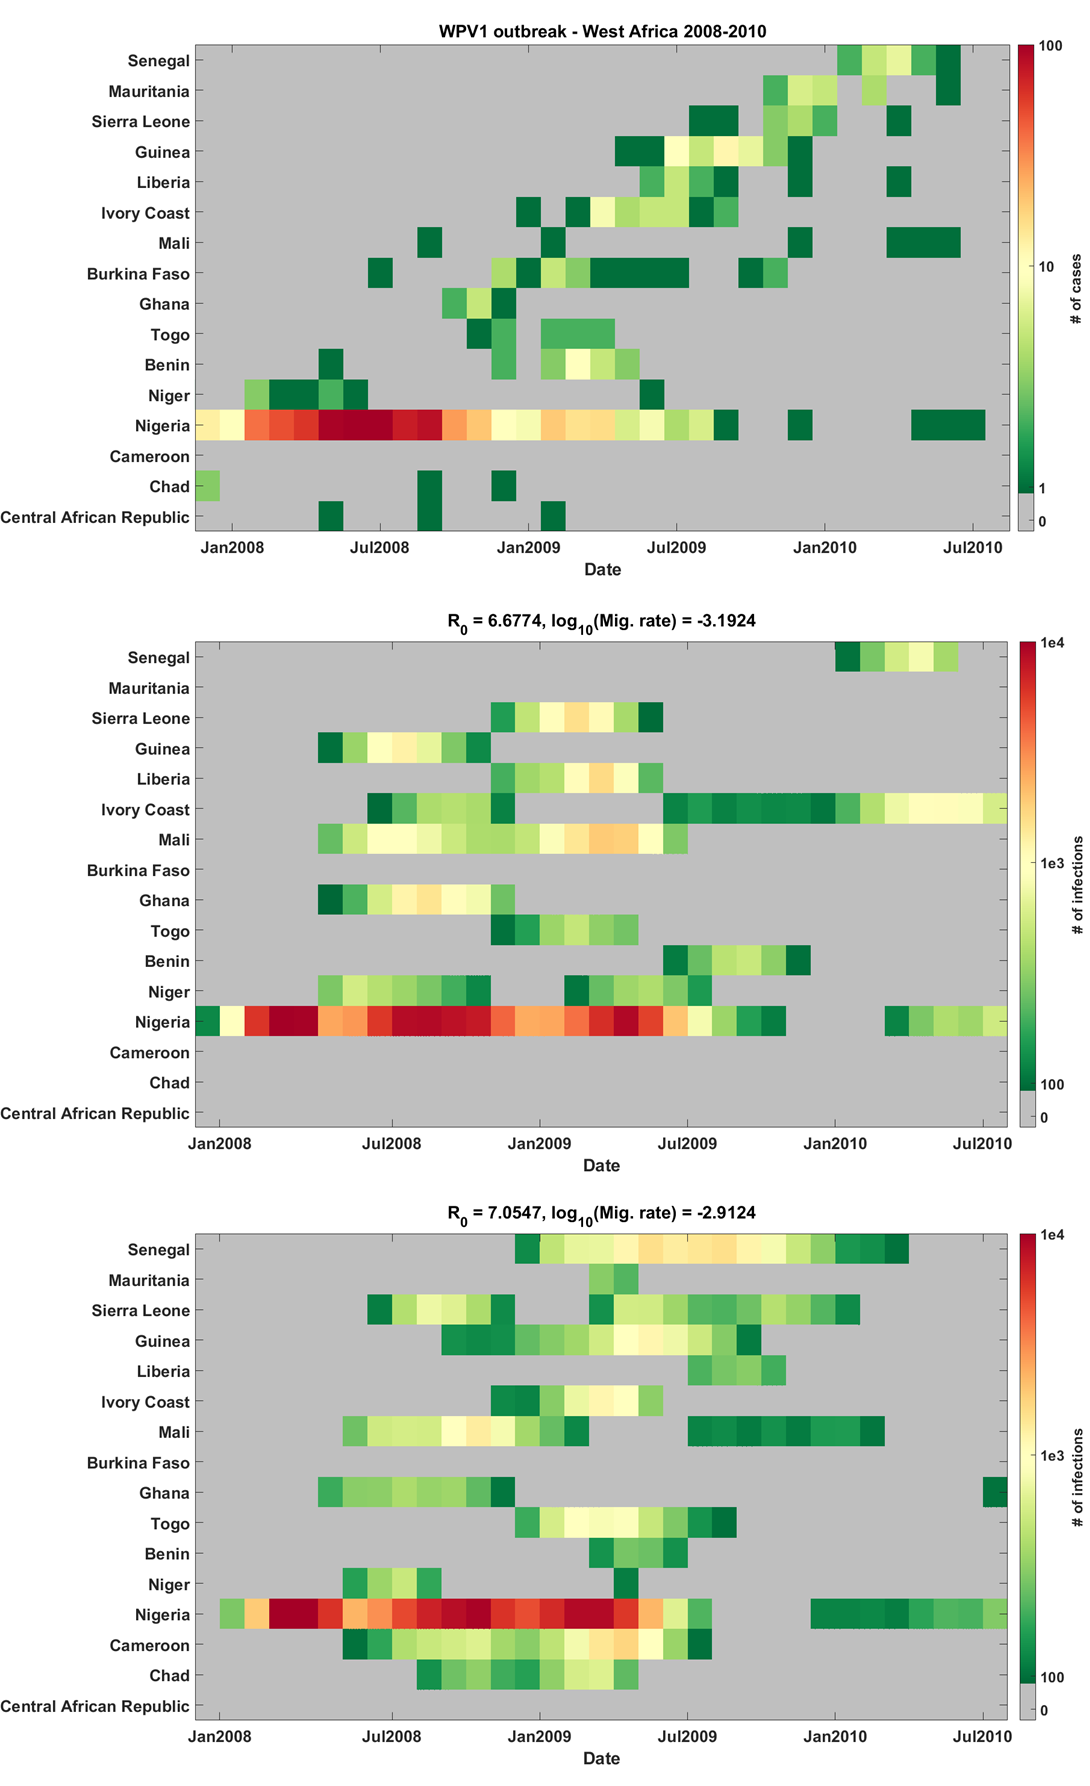 WPV1 outbreak - West Africa 2008-2010
Senegal
Mauritania
Sierra Leone
Guinea
Liberia
Ivory Coast
Mali
Burkina Faso
Ghana
Togo
Benin
Niger
Nigeria
Cameroon
Chad
Central African Republic
Jan2008 Jul2008 Jan2009 Jul2009 Jan2010 Jul2010
Date
100
10
1
0
# of cases
R0 = 6.6774, log10(Mig. rate) = -3.1924
Senegal
Mauritania
Sierra Leone
Guinea
Liberia
Ivory Coast
Mali
Burkina Faso
Ghana
Togo
Benin
Niger
Nigeria
Cameroon
Chad
Central African Republic
Jan2008 Jul2008 Jan2009 Jul2009 Jan2010 Jul2010
Date
1e4
1e3
100
0
# of infections
R0 = 7.0547, log10(Mig. rate) = -2.9124
Senegal
Mauritania
Sierra Leone
Guinea
Liberia
Ivory Coast
Mali
Burkina Faso
Ghana
Togo
Benin
Niger
Nigeria
Cameroon
Chad
Central African Republic
Jan2008 Jul2008 Jan2009 Jul2009 Jan2010 Jul2010
Date
1e4
1e3
100
0
# of infections